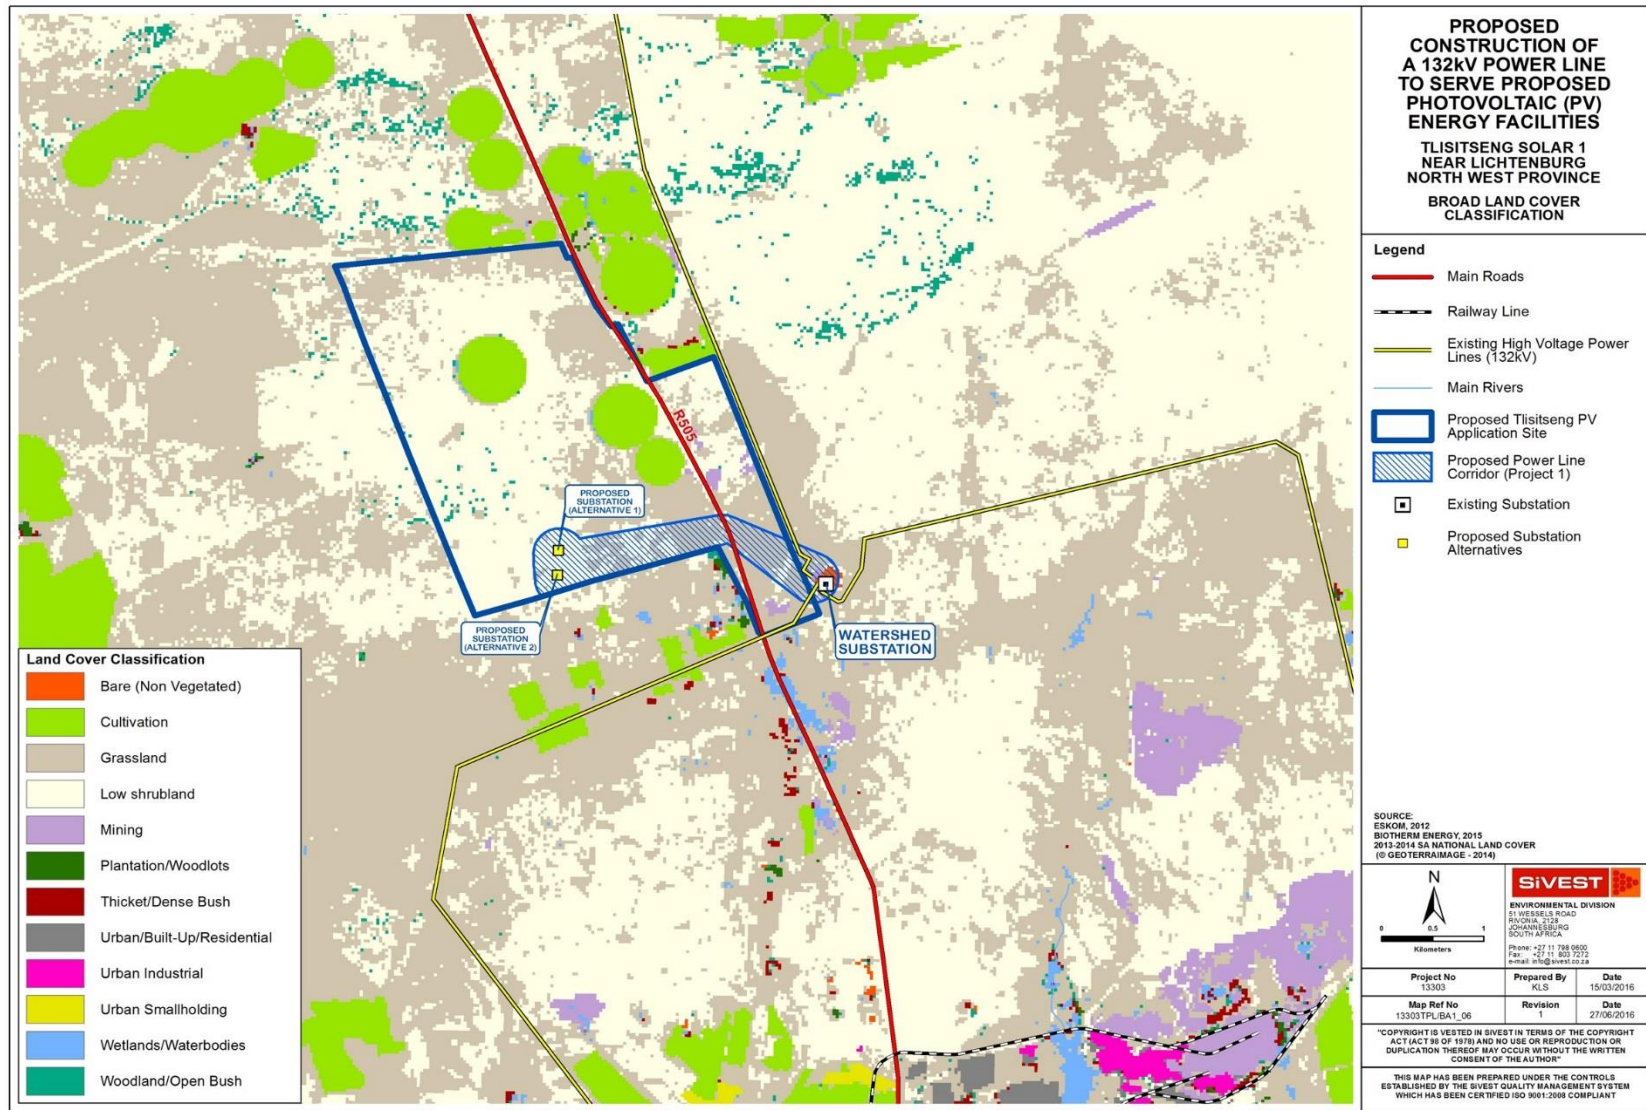 PROPOSED
CONSTRUCTION OF
A 132kV POWER LINE
TO SERVE PROPOSED
PHOTOVOLTAIC (PV)
ENERGY FACILITIES
TLISITSENG SOLAR 1
NEAR LICHTENBURG
NORTH WEST PROVINCE
BROAD LAND COVER
CLASSIFICATION
Legend
Main Roads
Railway Line
Existing High Voltage Power
Lines (132kV)
Main Rivers
Proposed Tlisitseng PV
Application Site
Proposed Power Line
Corridor (Project 1)
Existing Substation
Proposed Substation
Alternatives
R505
PROPOSED
SUBSTATION
(ALTERNATIVE 1)
PROPOSED
SUBSTATION
(ALTERNATIVE 2)
WATERSHED
SUBSTATION
Land Cover Classification
Bare (Non Vegetated)
Cultivation
Grassland
Low shrubland
Mining
Plantation/Woodlots
Thicket/Dense Bush
Urban/Built-Up/Residential
Urban Industrial
Urban Smallholding
Wetlands/Waterbodies
Woodland/Open Bush
SOURCE:
ESKOM, 2012
BIOTHERM ENERGY, 2015
2013-2014 SA NATIONAL LAND COVER
(© GEOTERRAIMAGE - 2014)
N
0 0.5 1
Kilometers
SiVEST
ENVIRONMENTAL DIVISION
51 WESSELS ROAD
RIVONIA, 2128
JOHANNESBURG
SOUTH AFRICA
Phone: +27 11 798 0600
Fax: +27 11 803 7272
e-mail: info@sivest.co.za
Project No
13303
Prepared By
KLS
Date
15/03/2016
Map Ref No
13303TPL/BA1_06
Revision
1
Date
27/06/2016
"COPYRIGHT IS VESTED IN SIVEST IN TERMS OF THE COPYRIGHT
ACT (ACT 98 OF 1978) AND NO USE OR REPRODUCTION OR
DUPLICATION THEREOF MAY OCCUR WITHOUT THE WRITTEN
CONSENT OF THE AUTHOR"
THIS MAP HAS BEEN PREPARED UNDER THE CONTROLS
ESTABLISHED BY THE SIVEST QUALITY MANAGEMENT SYSTEM
WHICH HAS BEEN CERTIFIED ISO 9001:2008 COMPLIANT